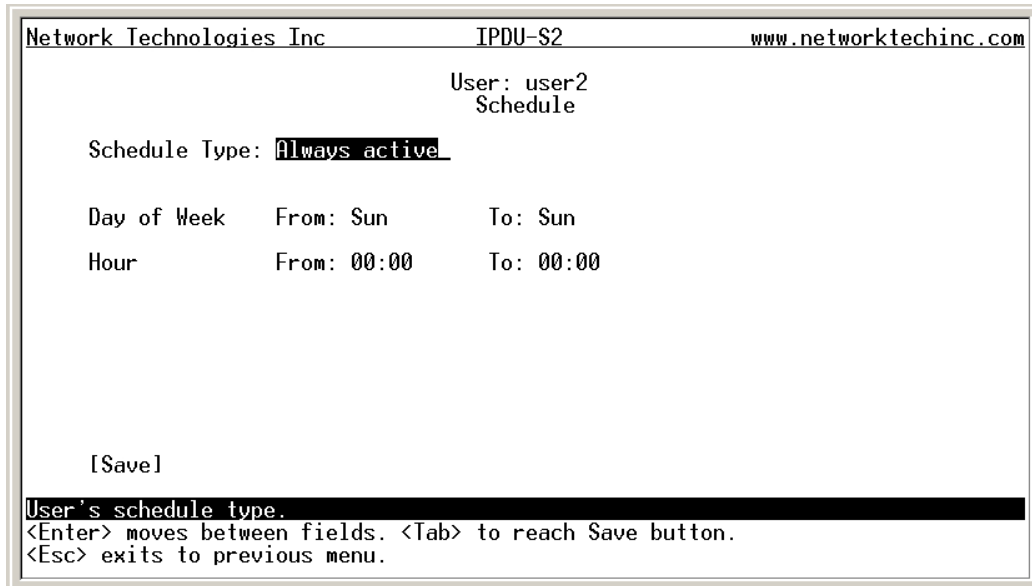 Network Technologies Inc IPDU-S2 www.networktechinc.com
User: user2
Schedule
Schedule Type: Always active_
Day of Week From: Sun To: Sun
Hour From: 00:00 To: 00:00
[Save]
User's schedule type.
<Enter> moves between fields. <Tab> to reach Save button.
<Esc> exits to previous menu.